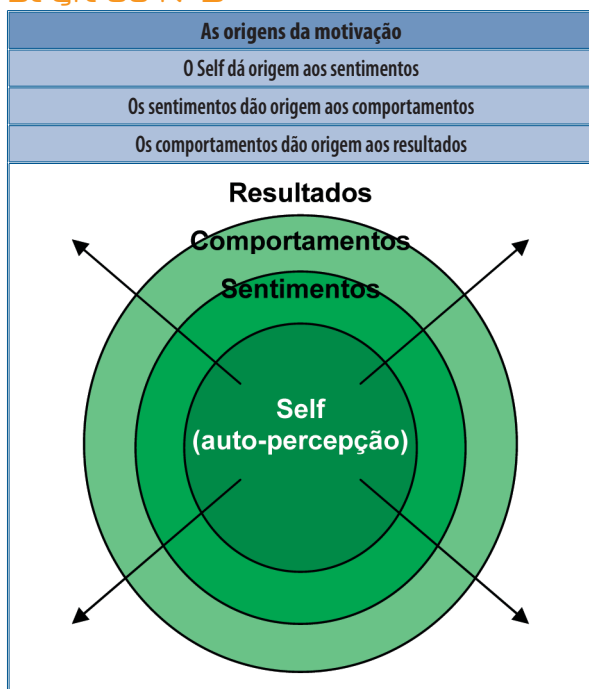 As origens da motivação
O Self dá origem aos sentimentos
Os sentimentos dão origem aos comportamentos
Os comportamentos dão origem aos resultados
Resultados
Comportamentos
Sentimentos
Self
(auto-percepção)